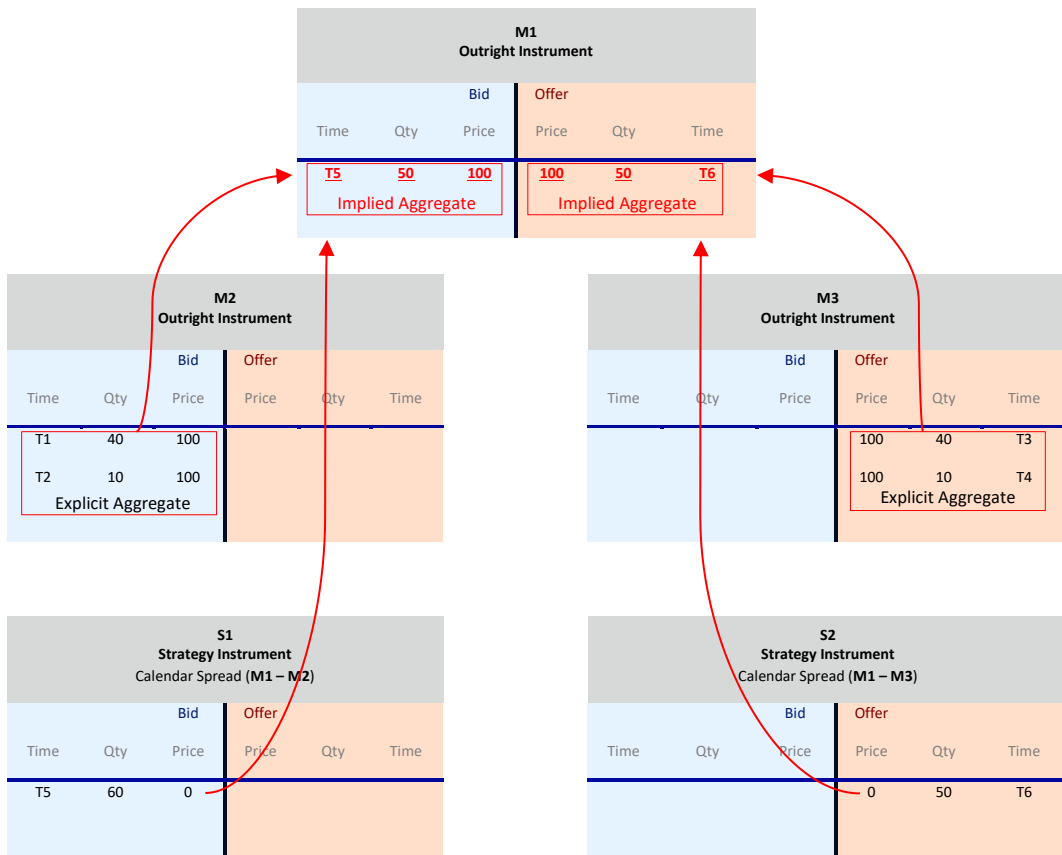 M1
Outright Instrument
Bid Offer
Time Qty Price Price Qty Time
T5 50 100 100 50 T6
Implied Aggregate Implied Aggregate
M2
Outright Instrument
Bid Offer
Time Qty Price Price Qty Time
T1 40 100
T2 10 100
Explicit Aggregate
M3
Outright Instrument
Bid Offer
Time Qty Price Price Qty Time
100 40 T3
100 10 T4
Explicit Aggregate
S1
Strategy Instrument
Calendar Spread (M1 – M2)
Bid Offer
Time Qty Price Price Qty Time
T5 60 0
S2
Strategy Instrument
Calendar Spread (M1 – M3)
Bid Offer
Time Qty Price Price Qty Time
0 50 T6